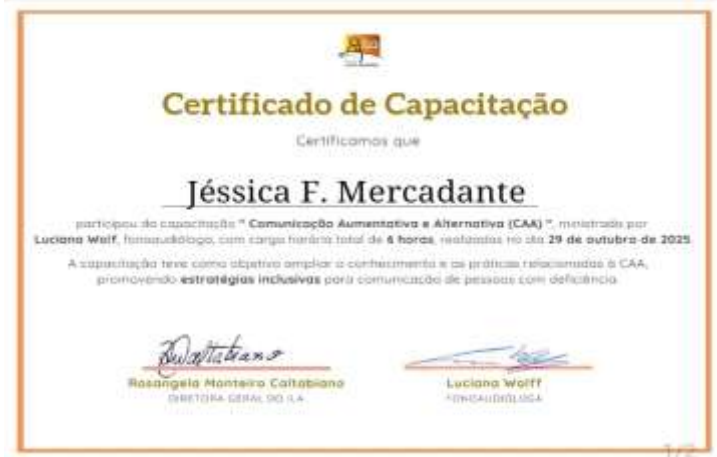 Certificado de Capacitação
Certificamos que
Jéssica F. Mercadante
participou da capacitação " Comunicação Aumentativa e Alternativa (CAA) ", ministrada por
Luciana Wolf, fonoaudióloga, com carga horária total de 6 horas, realizadas no dia 29 de outubro de 2025
A capacitação teve como objetivo ampliar o conhecimento e as práticas relacionadas à CAA,
promovendo estratégias inclusivas para comunicação de pessoas com deficiência
Rosangela Monteiro Caltabiano
Luciana Wolff
DIRETORA GERAL DO
FONOAUDIÓLOGA
1/2